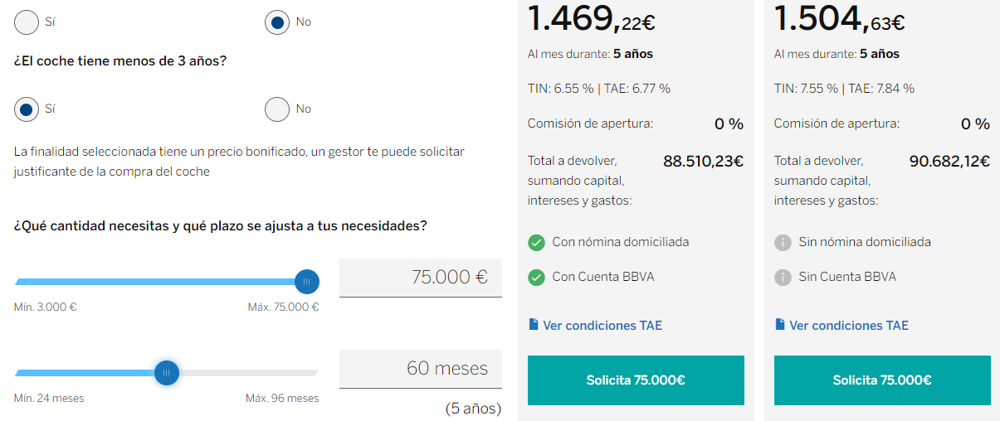 Sí
No
¿El coche tiene menos de 3 años?
Sí
No
La finalidad seleccionada tiene un precio bonificado, un gestor te puede solicitar
justificante de la compra del coche
¿Qué cantidad necesitas y qué plazo se ajusta a tus necesidades?
75.000 €
Mín. 3.000 €
Máx. 75.000 €
60 meses
Mín. 24 meses
Máx. 96 meses
(5 años)
1.469,22€
Al mes durante: 5 años
TIN: 6.55 % | TAE: 6.77 %
Comisión de apertura: 0 %
Total a devolver, 88.510,23€
sumando capital,
intereses y gastos:
Con nómina domiciliada
Con Cuenta BBVA
Ver condiciones TAE
Solicita 75.000€
1.504,63€
Al mes durante: 5 años
TIN: 7.55 % | TAE: 7.84 %
Comisión de apertura: 0 %
Total a devolver, 90.682,12€
sumando capital,
intereses y gastos:
Sin nómina domiciliada
Sin Cuenta BBVA
Ver condiciones TAE
Solicita 75.000€